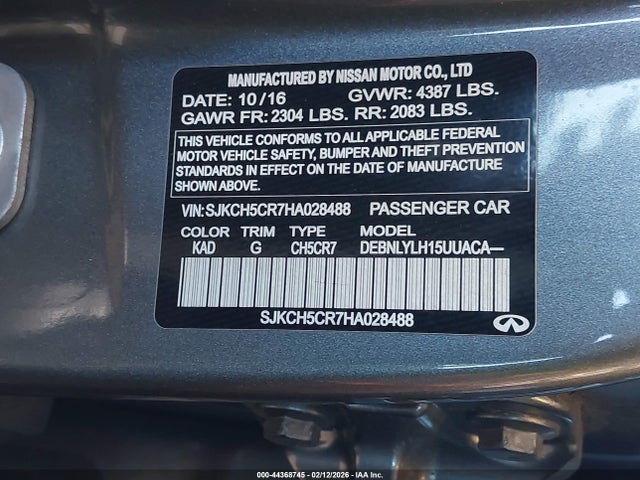 MANUFACTURED BY NISSAN MOTOR CO., LTD
DATE: 10/16 GVWR: 4387 LBS.
GAWR FR: 2304 LBS. RR: 2083 LBS.
THIS VEHICLE CONFORMS TO ALL APPLICABLE FEDERAL
MOTOR VEHICLE SAFETY, BUMPER AND THEFT PREVENTION
STANDARDS IN EFFECT ON THE DATE OF MANUFACTURE
SHOWN ABOVE.
VIN:SJKCH5CR7HA028488 PASSENGER CAR
COLOR TRIM TYPE MODEL
KAD G CH5CR7 DEBNLYLH15UUACA—
SJKCH5CR7HA028488
000-44368745 - 02/12/2026 - IAA Inc.